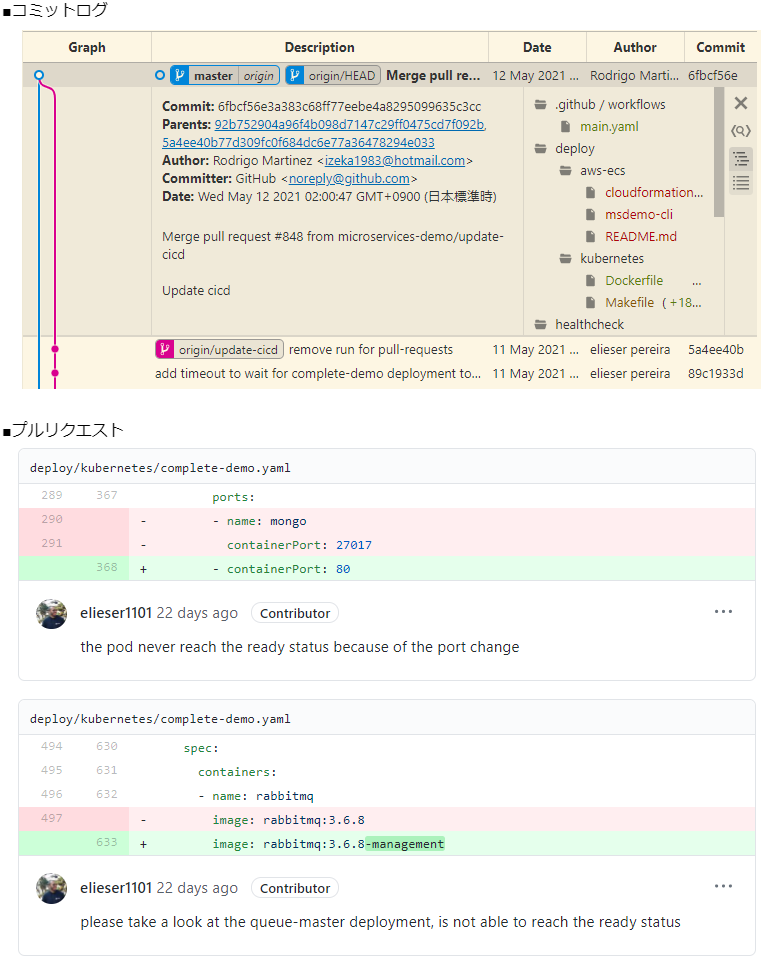 ■コミットログ
Graph Description Date Author Commit
master origin origin/HEAD Merge pull re... 12 May 2021 ... Rodrigo Marti... 6fbcf56e
Commit: 6fbcf56e3a383c68ff77eebe4a8295099635c3cc
Parents: 92b752904a96f4b098d7147c29ff0475cd7f092b,
5a4ee40b77d309fc0f684dc6e77a36478294e033
Author: Rodrigo Martinez <izeka1983@hotmail.com>
Committer: GitHub <noreply@github.com>
Date: Wed May 12 2021 02:00:47 GMT+0900 (日本標準時)
Merge pull request #848 from microservices-demo/update-
cicd
Update cicd
.github / workflows
main.yaml
deploy
aws-ecs
cloudformation...
msdemo-cli
README.md
kubernetes
Dockerfile ...
Makefile ( +18...
healthcheck
origin/update-cicd remove run for pull-requests 11 May 2021 ... elieser pereira 5a4ee40b
add timeout to wait for complete-demo deployment to... 11 May 2021 ... elieser pereira 89c1933d
■プルリクエスト
deploy/kubernetes/complete-demo.yaml
289 367 ports:
290 - - name: mongo
291 - containerPort: 27017
368 + - containerPort: 80
elieser1101 22 days ago Contributor ...
the pod never reach the ready status because of the port change
deploy/kubernetes/complete-demo.yaml
494 630 spec:
495 631 containers:
496 632 - name: rabbitmq
497 - image: rabbitmq:3.6.8
633 + image: rabbitmq:3.6.8-management
elieser1101 22 days ago Contributor ...
please take a look at the queue-master deployment, is not able to reach the ready status